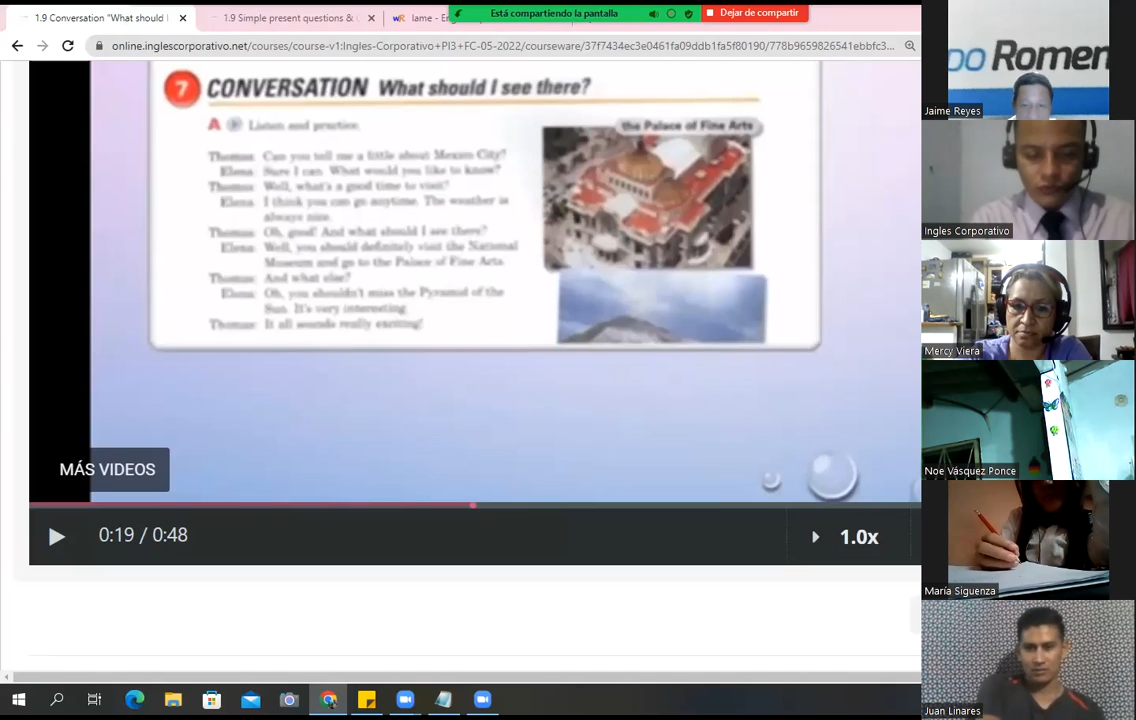 1.9 Conversation "What should I
1.9 Simple present questions &
lame - En
Está compartiendo la pantalla
Dejar de compartir
online.inglescorporativo.net/courses/course-v1:Ingles-Corporativo+PI3+FC-05-2022/courseware/37f7434ec3e0461fa09ddb1fa5f80190/778b9659826541ebbfc3...
7 CONVERSATION What should I see there?
A Listen and practice.
the Palace of Fine Arts
Thomas: Can you tell me a little about Mexico City?
Elena: Sure I can. What would you like to know?
Thomas: Well, what's a good time to visit?
Elena: I think you can go anytime. The weather is
always nice.
Thomas: Oh, good! And what should I see there?
Elena: Well, you should definitely visit the National
Museum and go to the Palace of Fine Arts.
Thomas: And what else?
Elena: Oh, you shouldn't miss the Pyramid of the
Sun. It's very interesting.
Thomas: It all sounds really exciting!
MÁS VIDEOS
0:19 / 0:48
1.0x
Romen
Jaime Reyes
Ingles Corporativo
Mercy Viera
Noe Vásquez Ponce
María Siguenza
Juan Linares